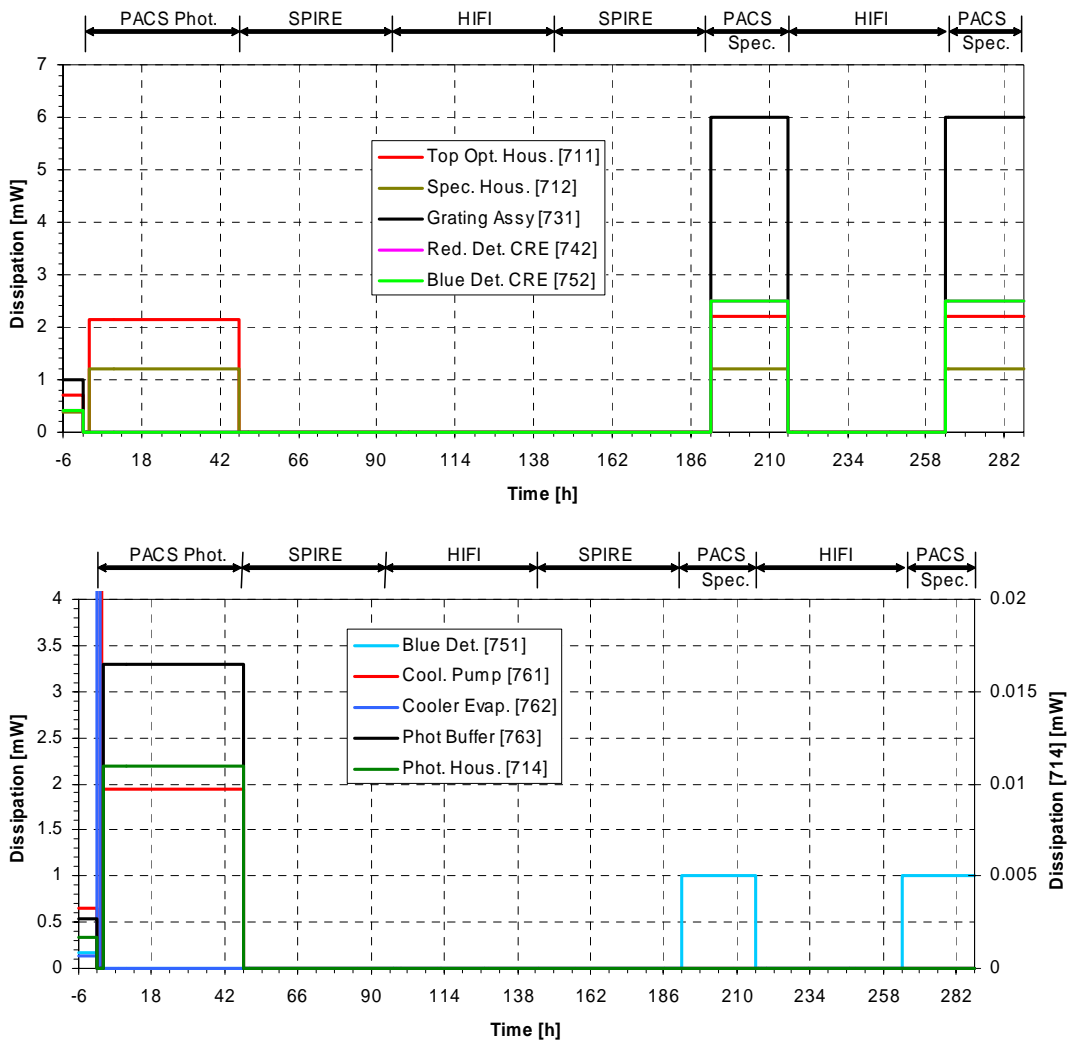 PACS Phot. SPIRE HIFI SPIRE PACS HIFI PACS
Spec. Spec.
7
6
5
4
3
2
1
0
Dissipation [mW]
Top Opt. Hous. [711]
Spec. Hous. [712]
Grating Assy [731]
Red. Det. CRE [742]
Blue Det. CRE [752]
-6 18 42 66 90 114 138 162 186 210 234 258 282
Time [h]
PACS Phot. SPIRE HIFI SPIRE PACS HIFI PACS
Spec. Spec.
4
3.5
3
2.5
2
1.5
1
0.5
0
Dissipation [mW]
Blue Det. [751]
Cool. Pump [761]
Cooler Evap. [762]
Phot Buffer [763]
Phot. Hous. [714]
0.02
0.015
0.01
0.005
0
Dissipation [714] [mW]
-6 18 42 66 90 114 138 162 186 210 234 258 282
Time [h]